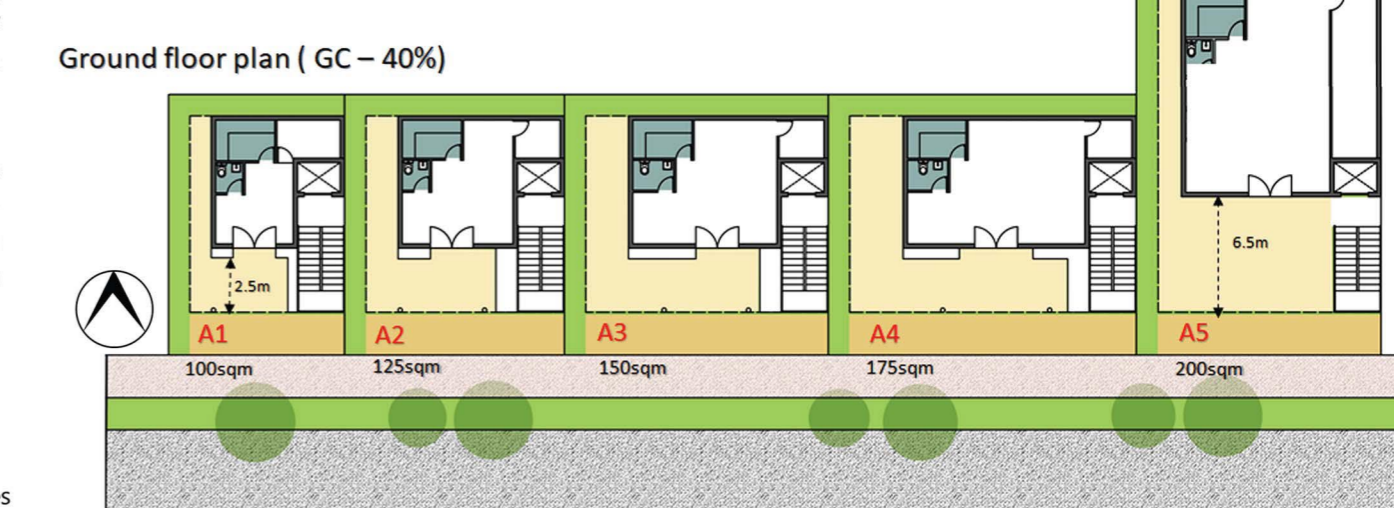 Ground floor plan ( GC – 40%)
6.5m
2.5m
A1
A2
A3
A4
A5
100sqm
125sqm
150sqm
175sqm
200sqm